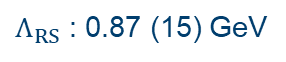 Λ_RS : 0.87 (15) GeV